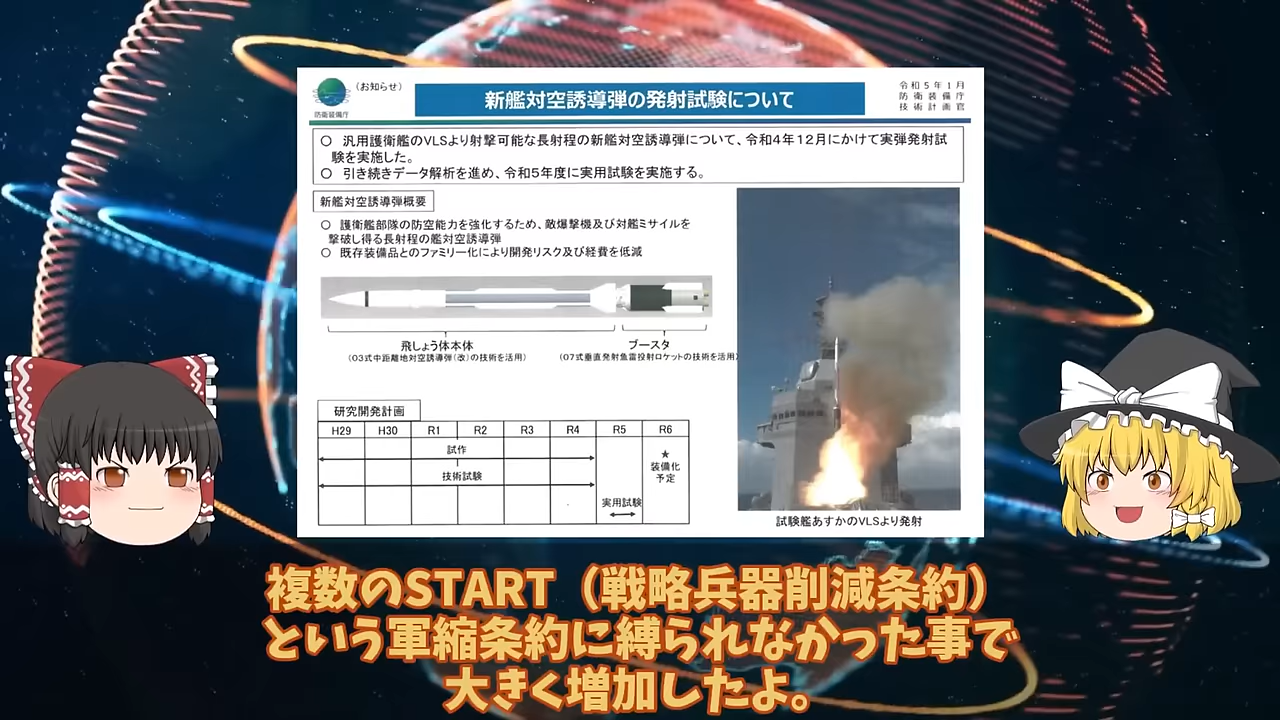 (お知らせ)
防衛装備庁
新艦対空誘導弾の発射試験について
令和5年1月
防衛装備庁
技術計画官
○ 汎用護衛艦のVLSより射撃可能な長射程の新艦対空誘導弾について、令和4年12月にかけて実弾発射試
験を実施した。
○ 引き続きデータ解析を進め、令和5年度に実用試験を実施する。
新艦対空誘導弾概要
○ 護衛艦部隊の防空能力を強化するため、敵爆撃機及び対艦ミサイルを
撃破し得る長射程の艦対空誘導弾
○ 既存装備品とのファミリー化により開発リスク及び経費を低減
飛しょう体本体
(03式中距離地対空誘導弾(改)の技術を活用)
ブースタ
(07式垂直発射魚雷投射ロケットの技術を活用)
研究開発計画
H29 H30 R1 R2 R3 R4 R5 R6
試作
技術試験
実用試験
★
装備化
予定
試験艦あすかのVLSより発射
複数のSTART(戦略兵器削減条約)
という軍縮条約に縛られなかった事で
大きく増加したよ。